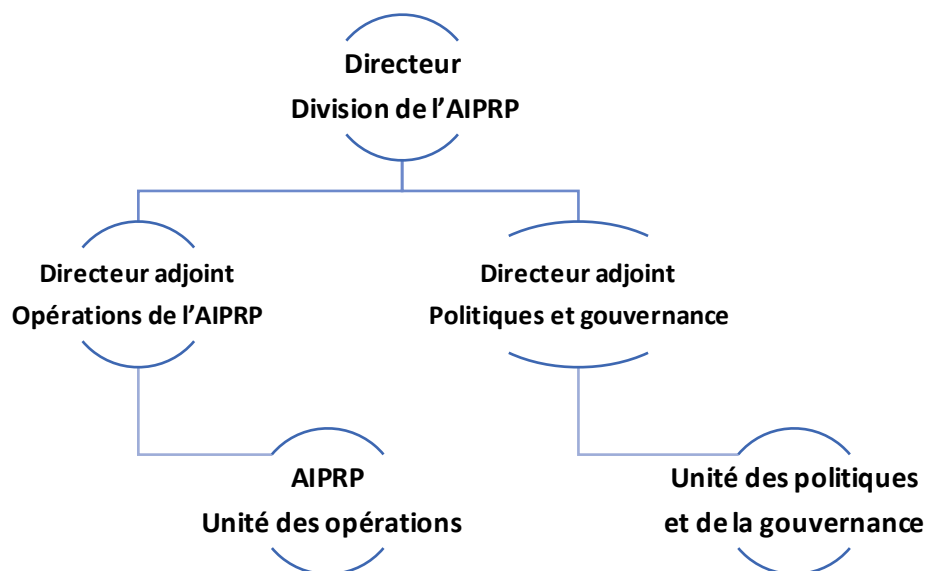 Directeur
Division de l'AIPRP
Directeur adjoint
Opérations de l'AIPRP
Directeur adjoint
Politiques et gouvernance
AIPRP
Unité des opérations
Unité des politiques
et de la gouvernance